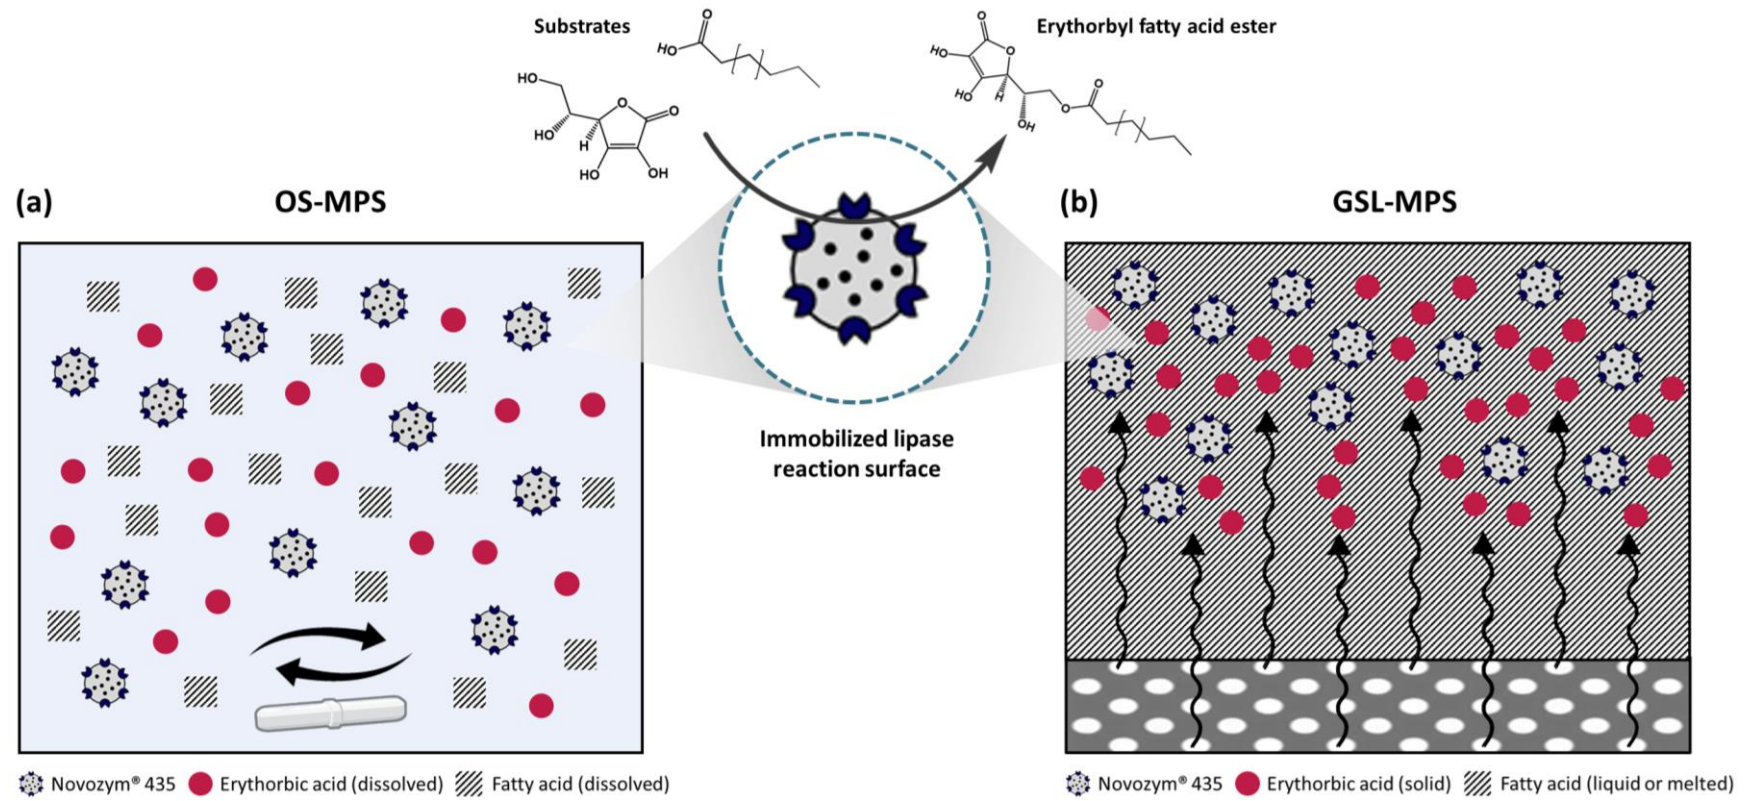 Substrates
O
HO
HO
O
O
HO
H
HO
OH
Erythorbyl fatty acid ester
O
HO
O
HO
H
O
O
OH
(a)
OS-MPS
(b)
GSL-MPS
Immobilized lipase
reaction surface
Novozym® 435
Erythorbic acid (dissolved)
Fatty acid (dissolved)
Novozym® 435
Erythorbic acid (solid)
Fatty acid (liquid or melted)